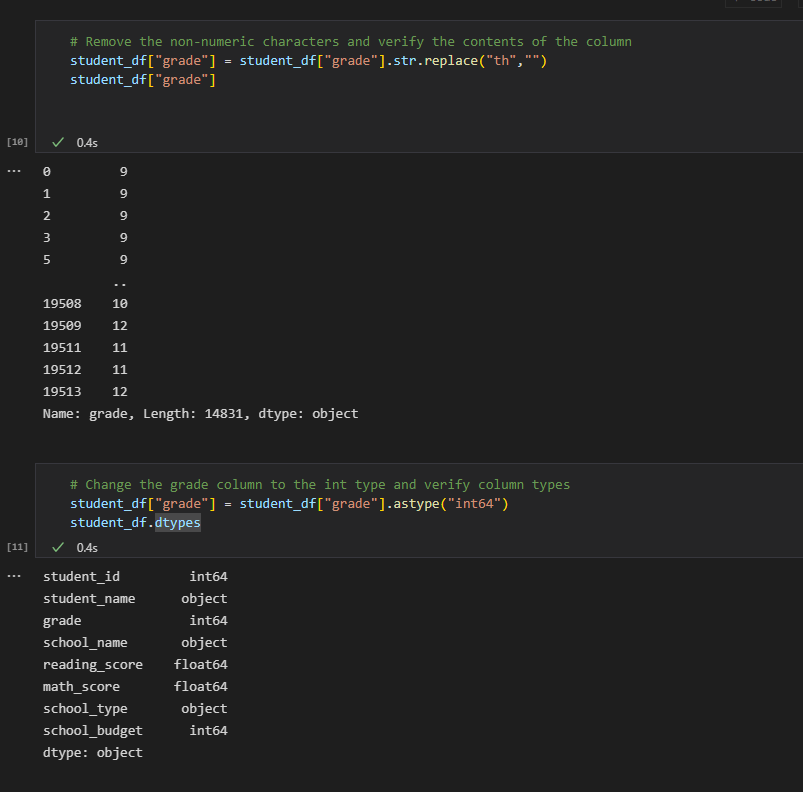 # Remove the non-numeric characters and verify the contents of the column
student_df["grade"] = student_df["grade"].str.replace("th","")
student_df["grade"]
[10] ✓ 0.4s
... 0 9
1 9
2 9
3 9
5 9
..
19508 10
19509 12
19511 11
19512 11
19513 12
Name: grade, Length: 14831, dtype: object
# Change the grade column to the int type and verify column types
student_df["grade"] = student_df["grade"].astype("int64")
student_df.dtypes
[11] ✓ 0.4s
... student_id int64
student_name object
grade int64
school_name object
reading_score float64
math_score float64
school_type object
school_budget int64
dtype: object